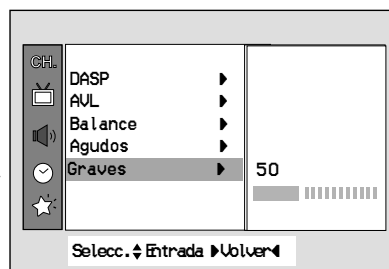 CH.
DASP
AVL
Balance
Agudos
Graves 50
Selecc. Entrada Volver